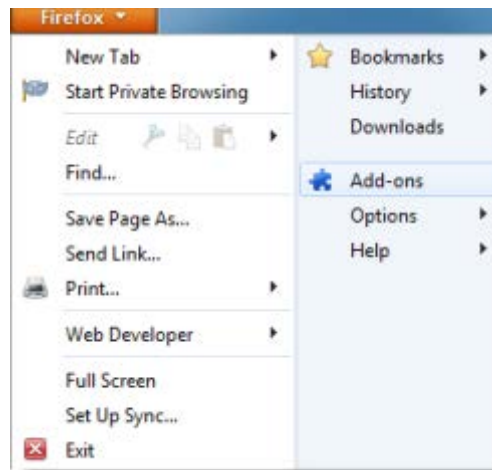 Firefox
New Tab
Start Private Browsing
Edit
Find...
Save Page As...
Send Link...
Print...
Web Developer
Full Screen
Set Up Sync...
Exit
Bookmarks
History
Downloads
Add-ons
Options
Help